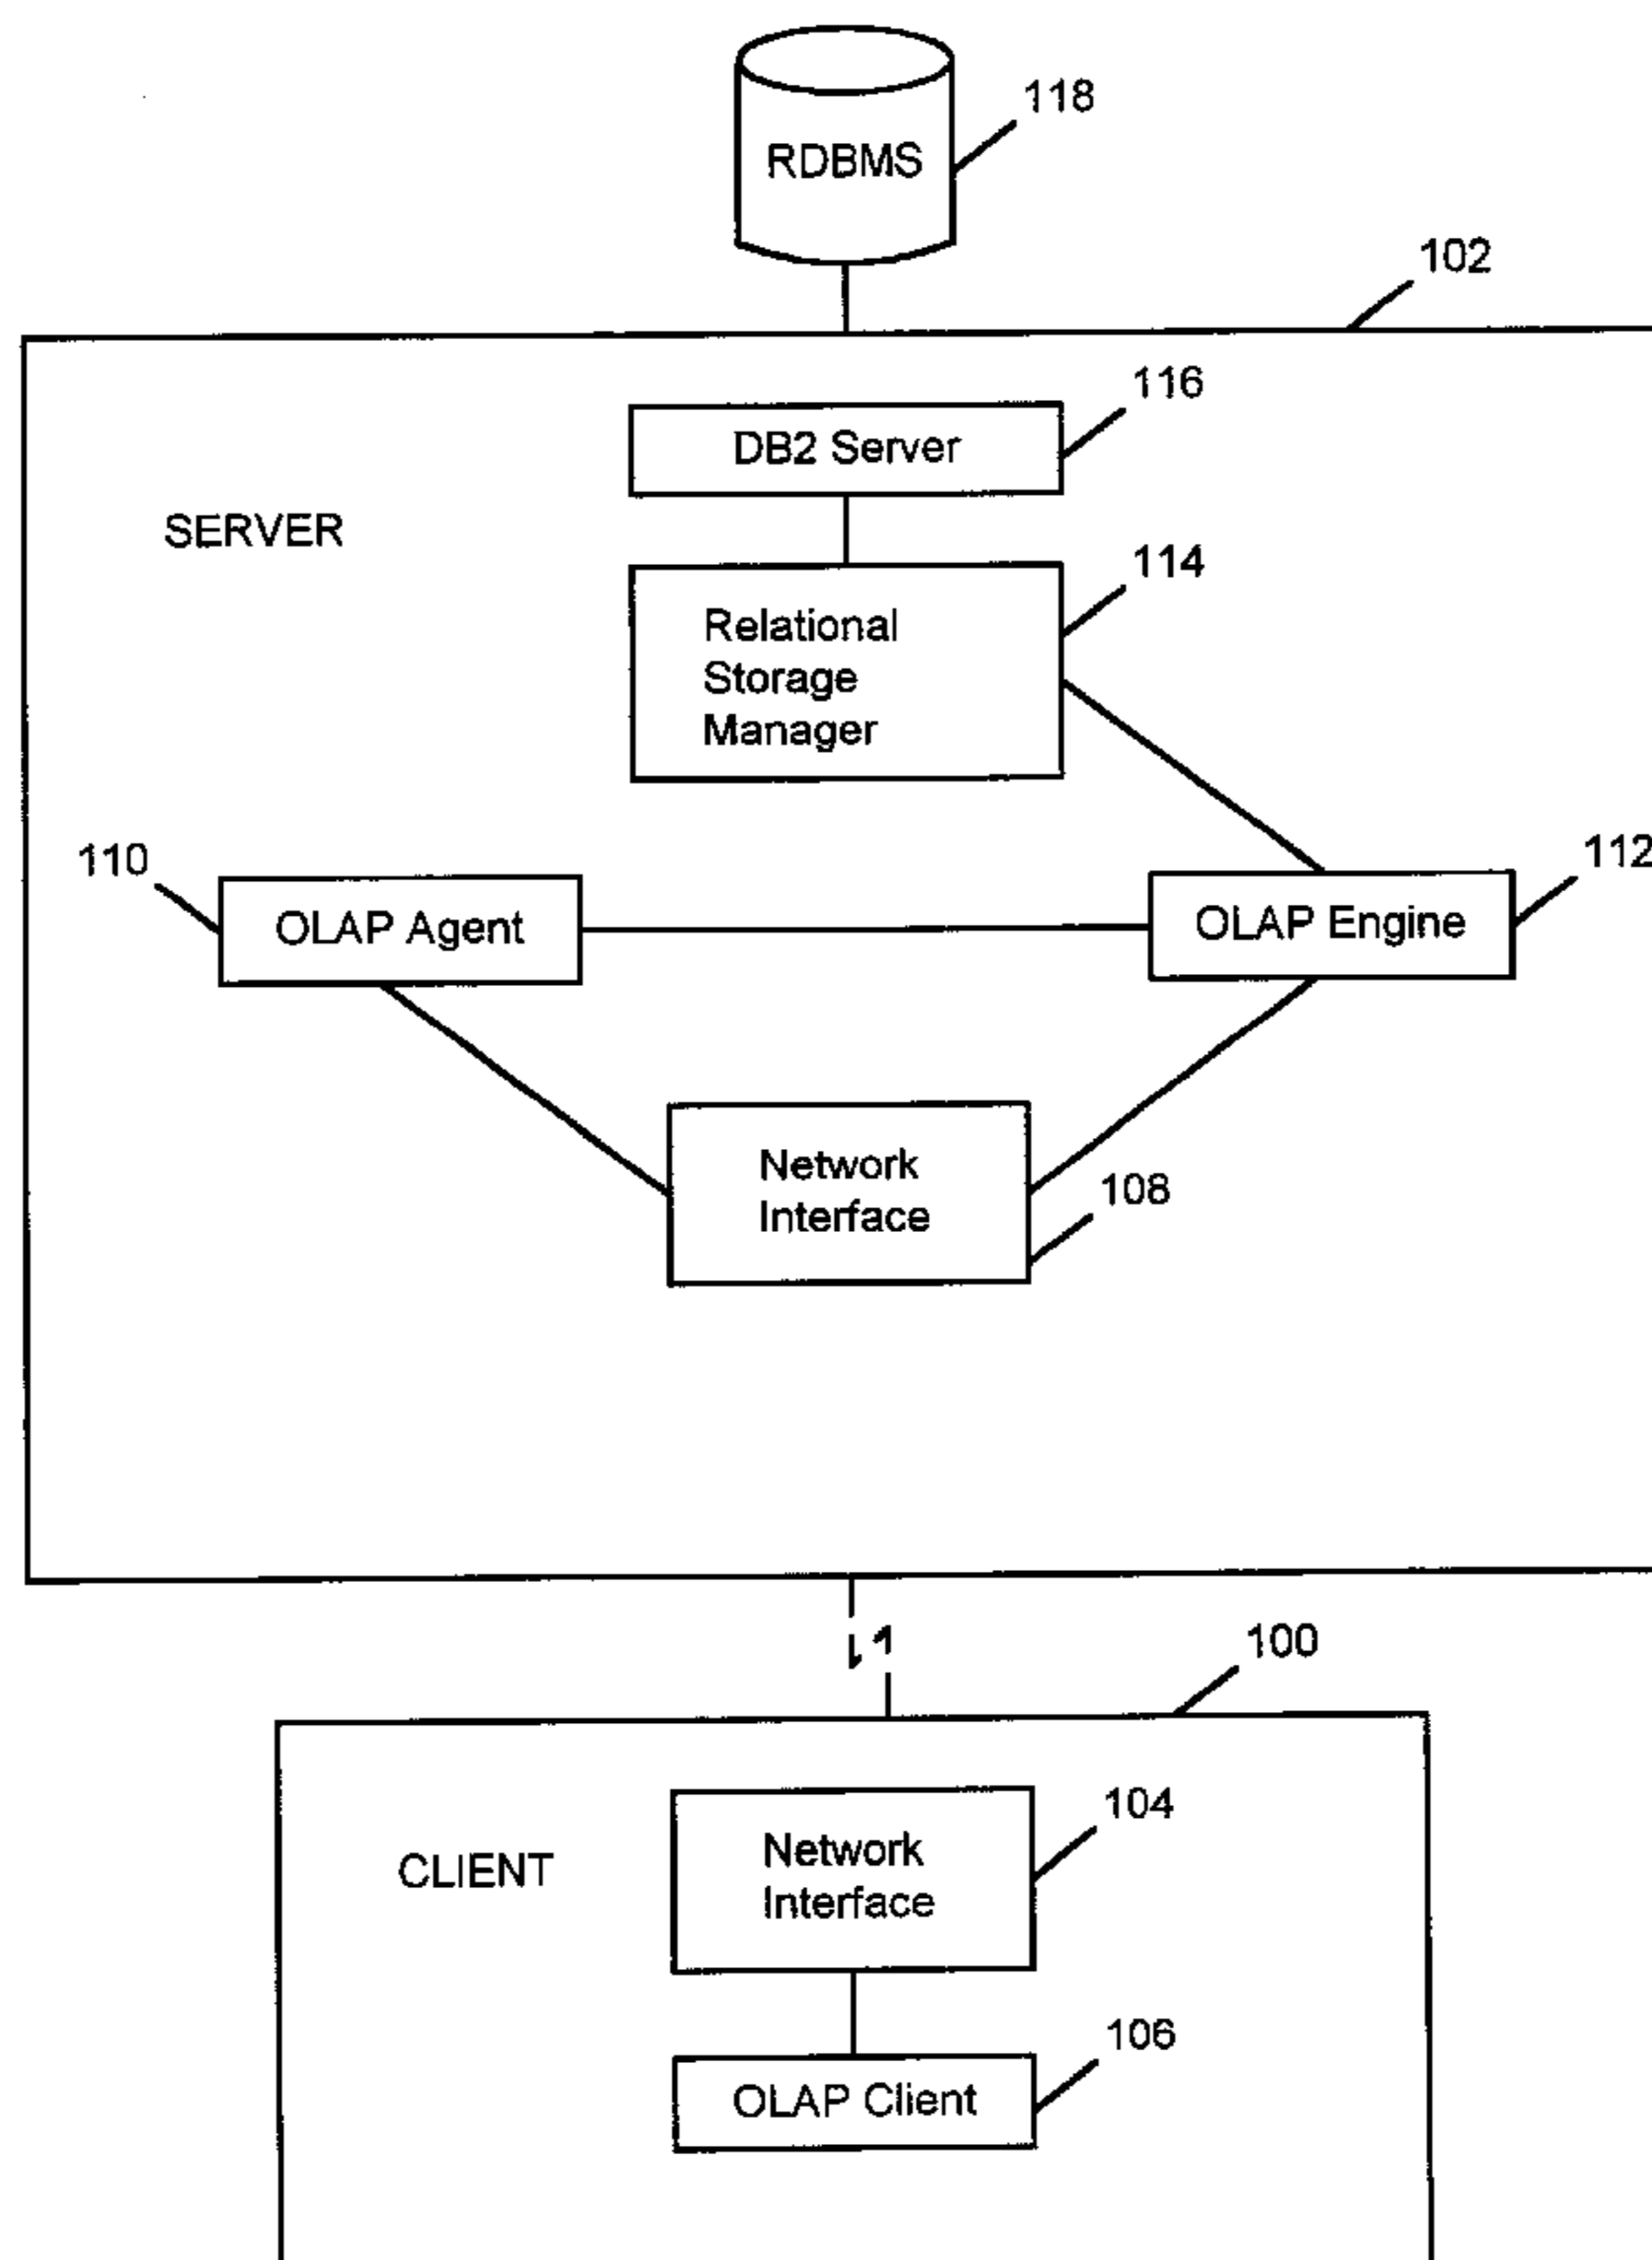 118
RDBMS
102
116
DB2 Server
SERVER
114
Relational
Storage
Manager
110
112
OLAP Agent
OLAP Engine
Network
Interface
108
100
104
Network
Interface
CLIENT
106
OLAP Client